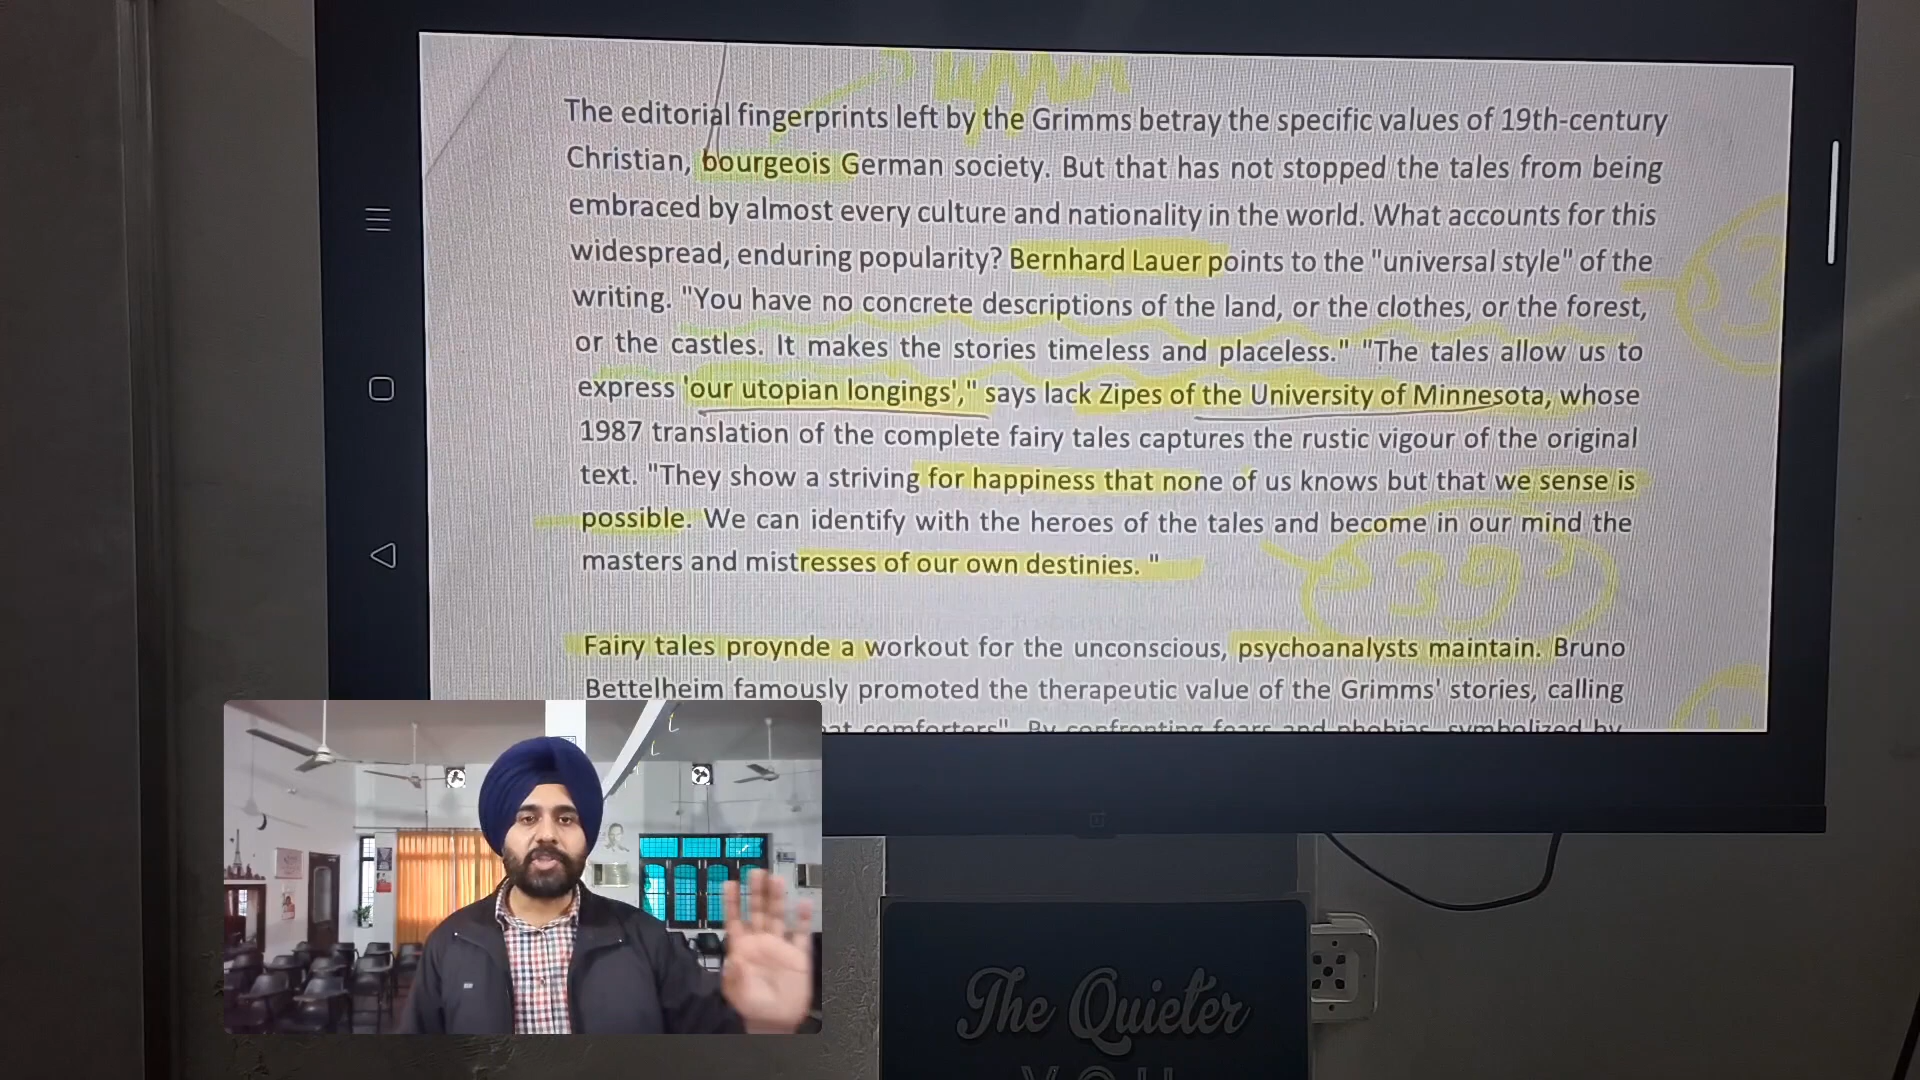 The editorial fingerprints left by the Grimms betray the specific values of 19th-century
Christian, bourgeois German society. But that has not stopped the tales from being
embraced by almost every culture and nationality in the world. What accounts for this
widespread, enduring popularity? Bernhard Lauer points to the "universal style" of the
writing. "You have no concrete descriptions of the land, or the clothes, or the forest,
or the castles. It makes the stories timeless and placeless." "The tales allow us to
express 'our utopian longings'," says lack Zipes of the University of Minnesota, whose
1987 translation of the complete fairy tales captures the rustic vigour of the original
text. "They show a striving for happiness that none of us knows but that we sense is
possible. We can identify with the heroes of the tales and become in our mind the
masters and mistresses of our own destinies. "
39
Fairy tales proynde a workout for the unconscious, psychoanalysts maintain. Bruno
Bettelheim famously promoted the therapeutic value of the Grimms' stories, calling
comforters". By confronting fears and phobias, symbolized by
The Quieter
YOU